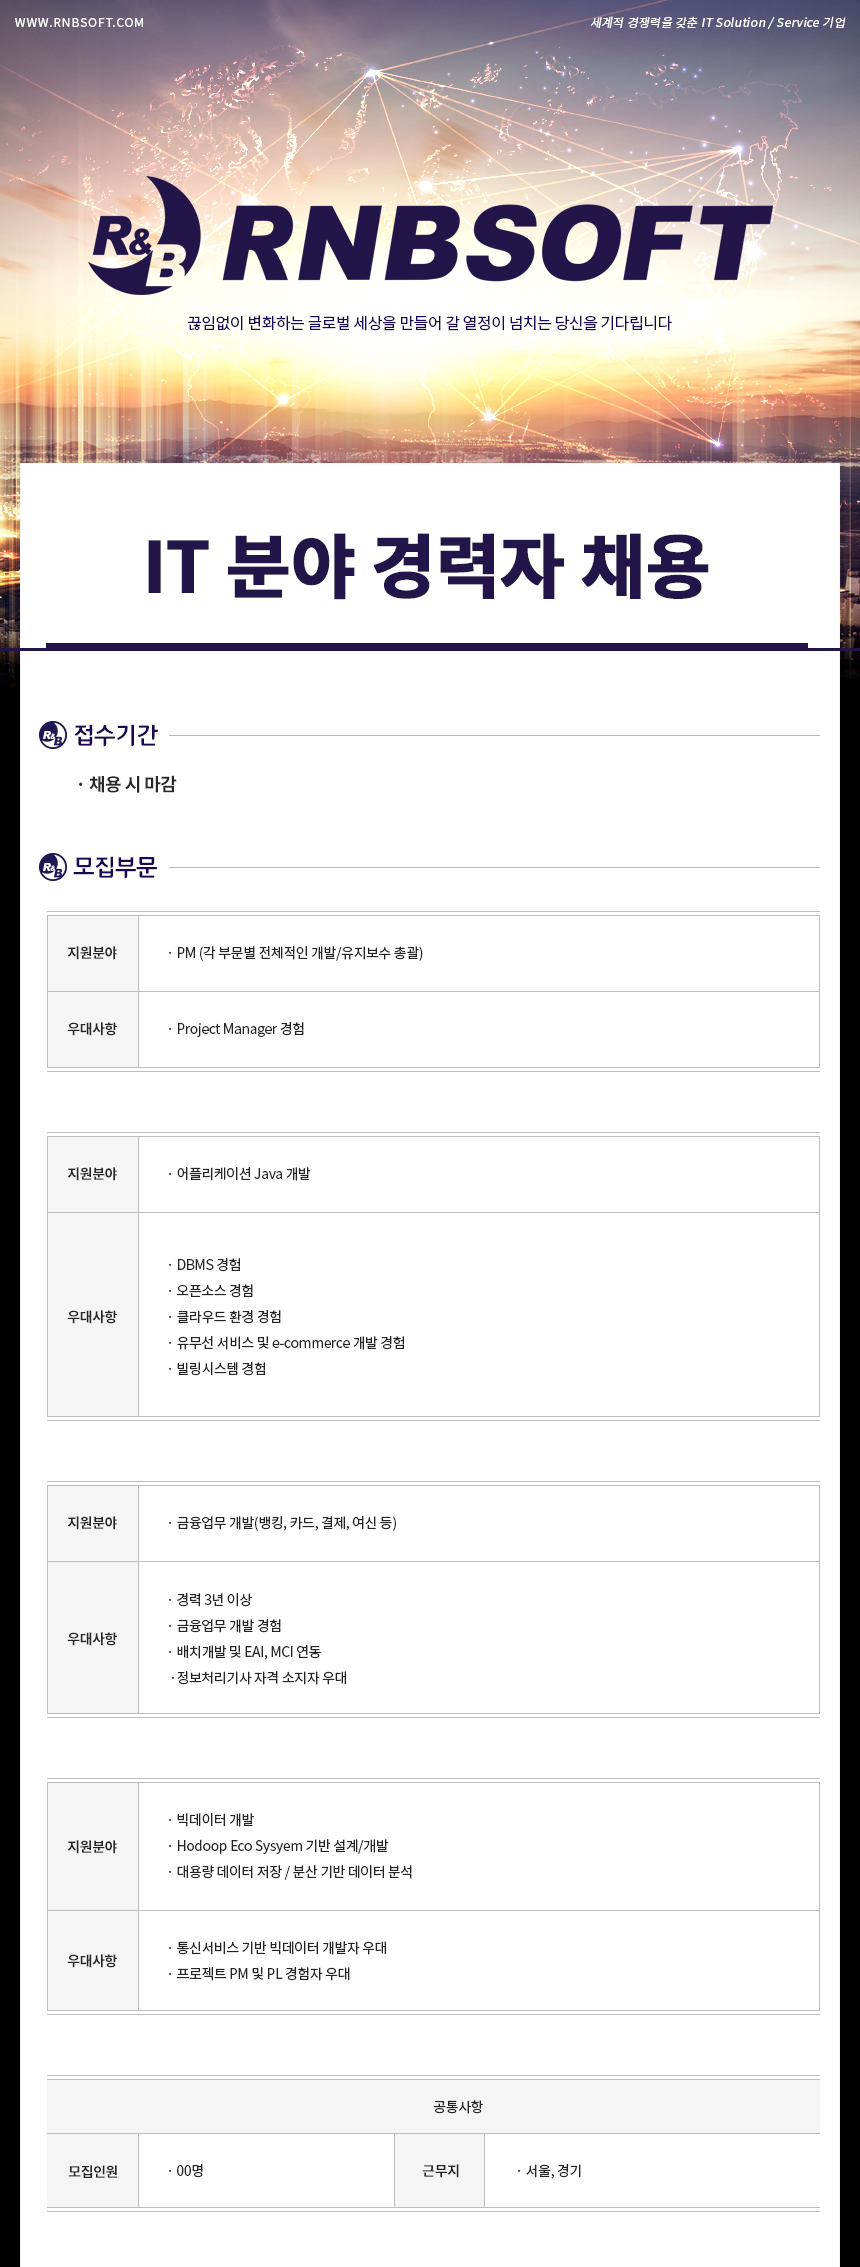 WWW.RNBSOFT.COM
세계적 경쟁력을 갖춘 IT Solution / Service 기업
R&B RNBSOFT
끊임없이 변화하는 글로벌 세상을 만들어 갈 열정이 넘치는 당신을 기다립니다
IT 분야 경력자 채용
R&B 접수기간
· 채용 시 마감
R&B 모집부문
지원분야 · PM (각 부문별 전체적인 개발/유지보수 총괄)
우대사항 · Project Manager 경험
지원분야 · 어플리케이션 Java 개발
우대사항
· DBMS 경험
· 오픈소스 경험
· 클라우드 환경 경험
· 유무선 서비스 및 e-commerce 개발 경험
· 빌링시스템 경험
지원분야 · 금융업무 개발(뱅킹, 카드, 결제, 여신 등)
우대사항
· 경력 3년 이상
· 금융업무 개발 경험
· 배치개발 및 EAI, MCI 연동
·정보처리기사 자격 소지자 우대
지원분야
· 빅데이터 개발
· Hodoop Eco Sysyem 기반 설계/개발
· 대용량 데이터 저장 / 분산 기반 데이터 분석
우대사항
· 통신서비스 기반 빅데이터 개발자 우대
· 프로젝트 PM 및 PL 경험자 우대
공통사항
모집인원 · 00명 근무지 · 서울, 경기